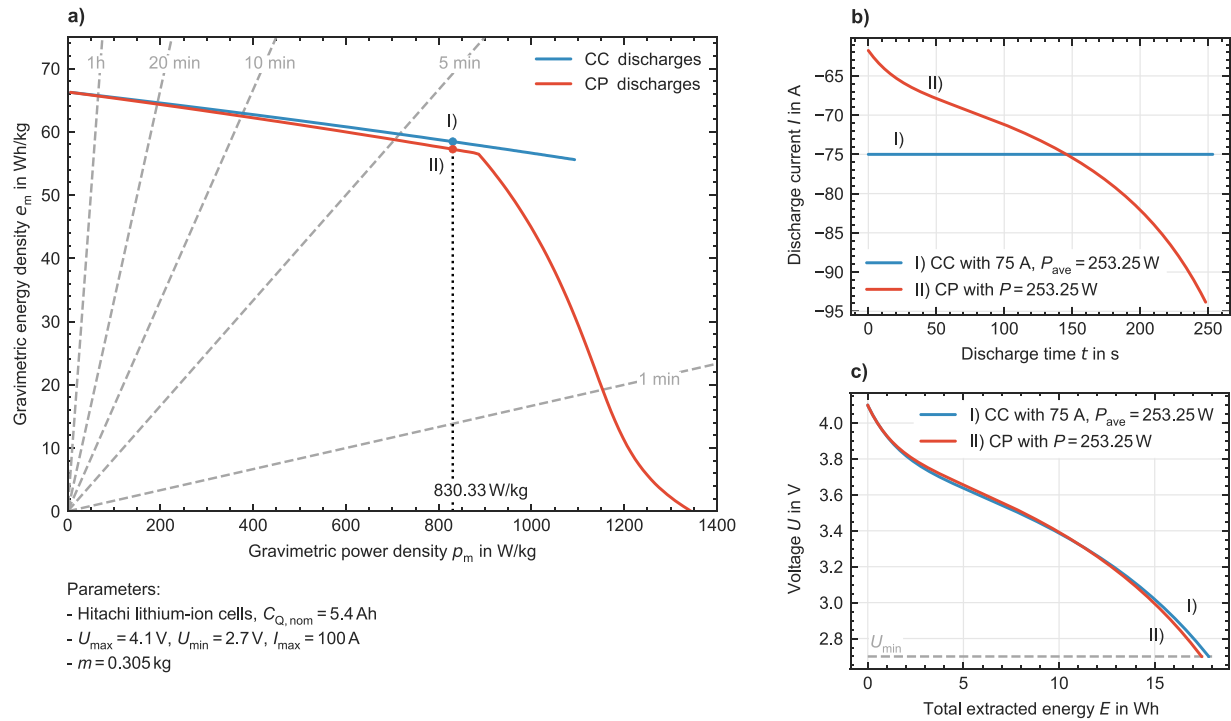 a)
70
60
50
40
30
20
10
0
Gravimetric energy density eₘ in Wh/kg
1h
20 min
10 min
5 min
1 min
CC discharges
CP discharges
I)
II)
830.33 W/kg
0
200
400
600
800
1000
1200
1400
Gravimetric power density pₘ in W/kg
Parameters:
- Hitachi lithium-ion cells, C_Q,nom = 5.4 Ah
- U_max = 4.1 V, U_min = 2.7 V, I_max = 100 A
- m = 0.305 kg
b)
−65
−70
−75
−80
−85
−90
−95
Discharge current I in A
II)
I)
I) CC with 75 A, P_ave = 253.25 W
II) CP with P = 253.25 W
0
50
100
150
200
250
Discharge time t in s
c)
4.0
3.8
3.6
3.4
3.2
3.0
2.8
Voltage U in V
I) CC with 75 A, P_ave = 253.25 W
II) CP with P = 253.25 W
I)
II)
U_min
0
5
10
15
Total extracted energy E in Wh